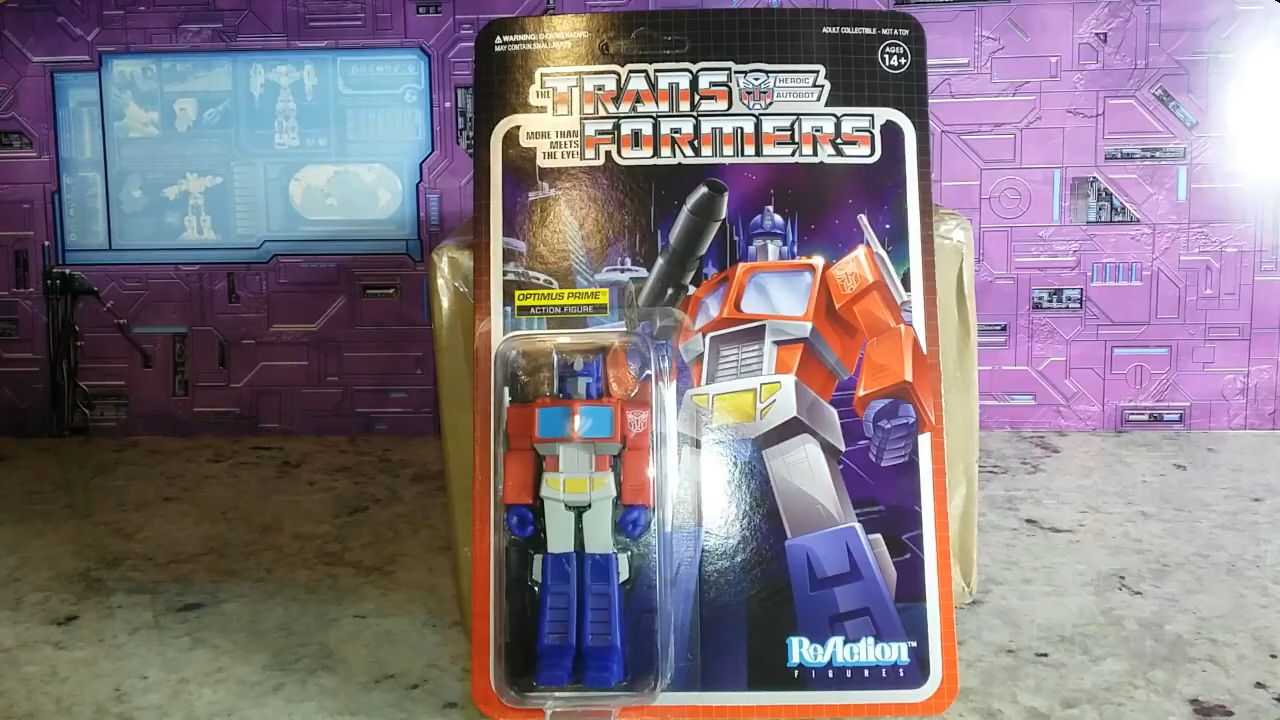 ⚠ WARNING: CHOKING HAZARD-
MAY CONTAIN SMALL PARTS
ADULT COLLECTIBLE - NOT A TOY
AGES
14+
THE
TRANS
HEROIC
AUTOBOT
MORE THAN
MEETS
THE EYE!
FORMERS
OPTIMUS PRIME
ACTION FIGURE
ReAction™
FIGURES